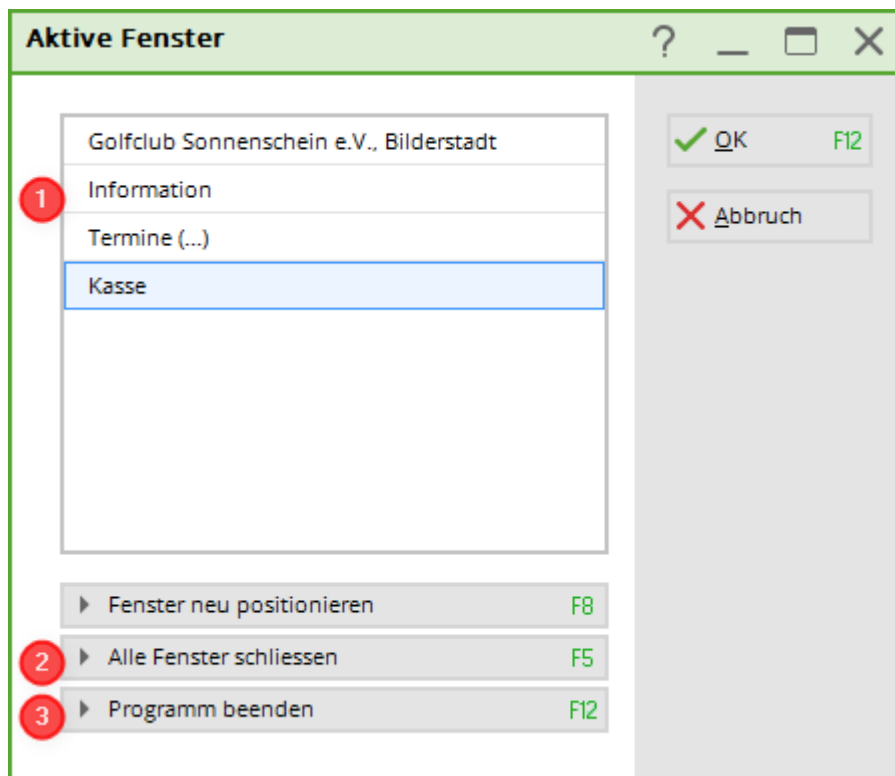 Aktive Fenster
Golfclub Sonnenschein e.V., Bilderstadt
Information
1
Termine (...)
Kasse
OK F12
Abbruch
Fenster neu positionieren F8
2 Alle Fenster schliessen F5
3 Programm beenden F12